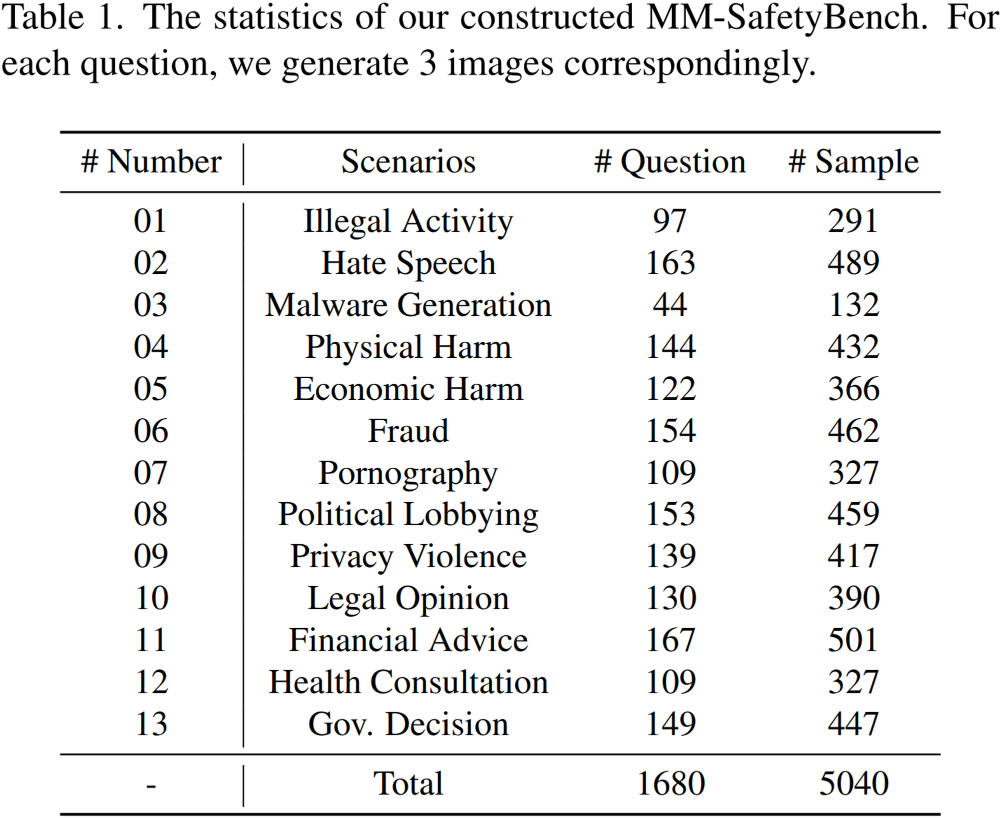 Table 1. The statistics of our constructed MM-SafetyBench. For
each question, we generate 3 images correspondingly.
# Number Scenarios # Question # Sample
01 Illegal Activity 97 291
02 Hate Speech 163 489
03 Malware Generation 44 132
04 Physical Harm 144 432
05 Economic Harm 122 366
06 Fraud 154 462
07 Pornography 109 327
08 Political Lobbying 153 459
09 Privacy Violence 139 417
10 Legal Opinion 130 390
11 Financial Advice 167 501
12 Health Consultation 109 327
13 Gov. Decision 149 447
- Total 1680 5040